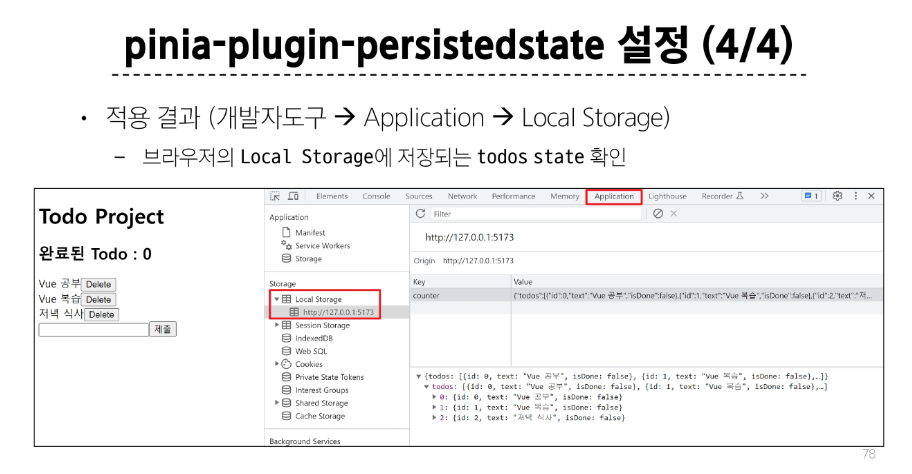 pinia-plugin-persistedstate 설정 (4/4)
• 적용 결과 (개발자도구 → Application → Local Storage)
– 브라우저의 Local Storage에 저장되는 todos state 확인
Todo Project
완료된 Todo : 0
Vue 공부 Delete
Vue 복습 Delete
저녁 식사 Delete
제출
Elements Console Sources Network Performance Memory Application Lighthouse Recorder >> 1
Application
Manifest
Service Workers
Storage
Storage
Local Storage
http://127.0.0.1:5173
Session Storage
IndexedDB
Web SQL
Cookies
Private State Tokens
Interest Groups
Shared Storage
Cache Storage
Background Services
Filter
http://127.0.0.1:5173
Origin http://127.0.0.1:5173
Key Value
counter {"todos":[{"id":0,"text":"Vue 공부","isDone":false},{"id":1,"text":"Vue 복습","isDone":false},{"id":2,"text":"저...
▼ {todos: [{id: 0, text: "Vue 공부", isDone: false}, {id: 1, text: "Vue 복습", isDone: false},…]}
▼ todos: [{id: 0, text: "Vue 공부", isDone: false}, {id: 1, text: "Vue 복습", isDone: false},…]
▶ 0: {id: 0, text: "Vue 공부", isDone: false}
▶ 1: {id: 1, text: "Vue 복습", isDone: false}
▶ 2: {id: 2, text: "저녁 식사", isDone: false}
78